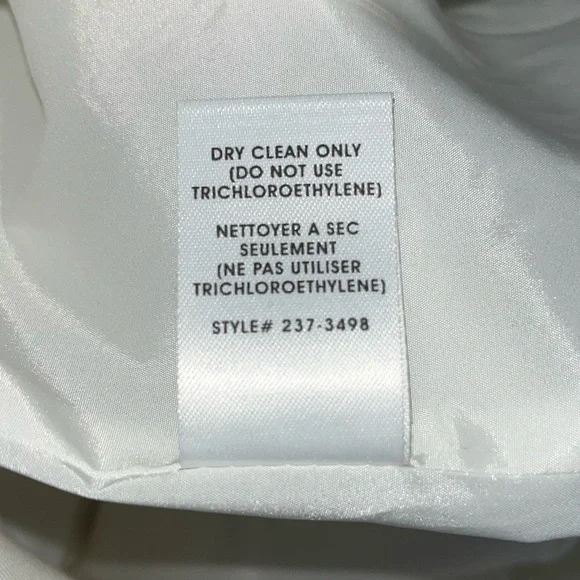 DRY CLEAN ONLY
(DO NOT USE
TRICHLOROETHYLENE)
NETTOYER A SEC
SEULEMENT
(NE PAS UTILISER
TRICHLOROETHYLENE)
STYLE# 237-3498